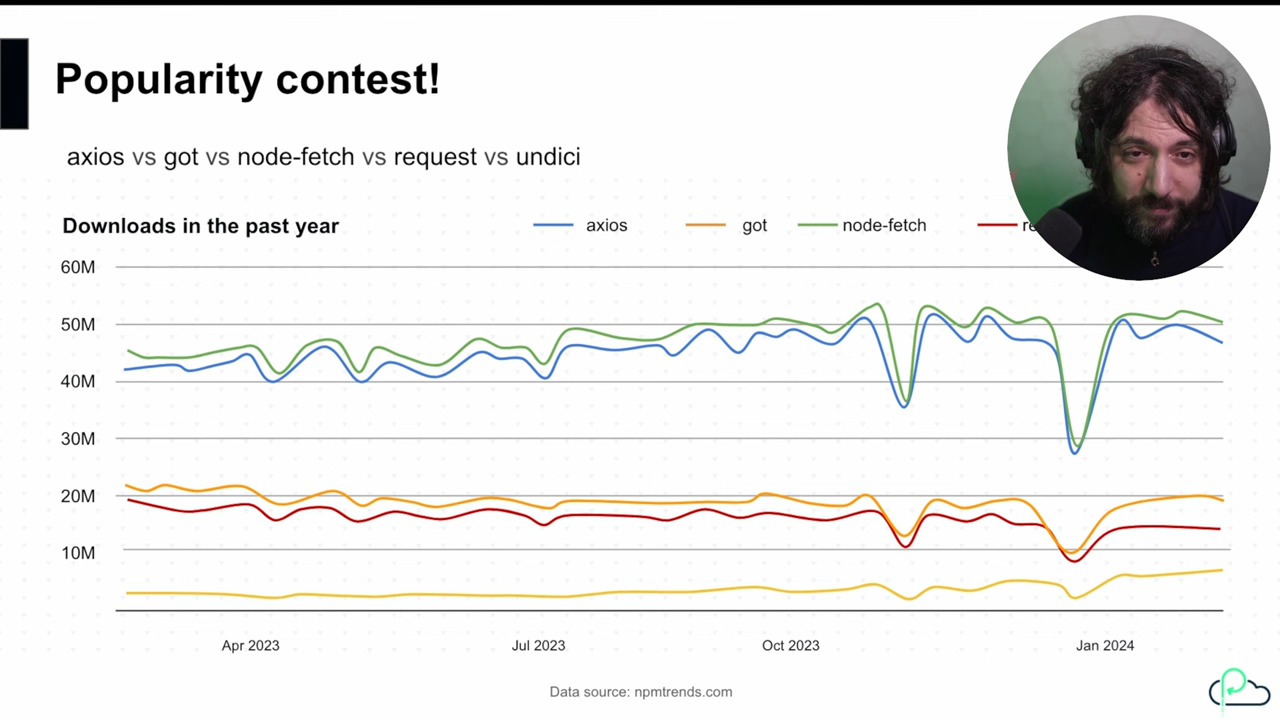 Popularity contest!
axios vs got vs node-fetch vs request vs undici
Downloads in the past year
axios got node-fetch
60M
50M
40M
30M
20M
10M
Apr 2023 Jul 2023 Oct 2023 Jan 2024
Data source: npmtrends.com